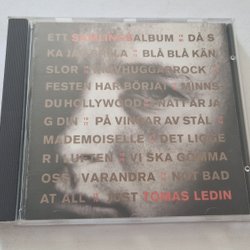 ETT SAMLINGSALBUM :: DÅ S
KA JAG SPELA :: BLÅ BLÅ KÄN
SLOR :: KNIVHUGGARROCK ::
FESTEN HAR BÖRJAT :: MINNS
DU HOLLYWOOD :: I NATT ÄR JA
G DIN :: PÅ VINGAR AV STÅL ::
MADEMOISELLE :: DET LIGGE
R I LUFTEN :: VI SKA GÖMMA
OSS I VARANDRA :: NOT BAD
AT ALL :: JUST TOMAS LEDIN